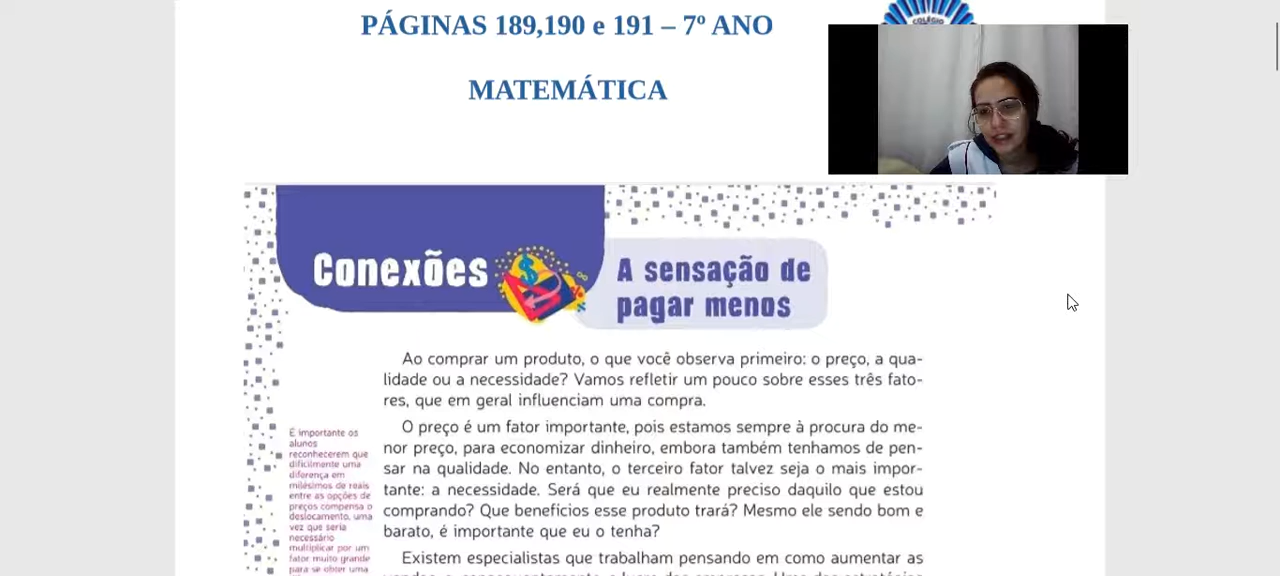 PÁGINAS 189,190 e 191 – 7º ANO
MATEMÁTICA
COLÉGIO
Conexões
A sensação de
pagar menos
Ao comprar um produto, o que você observa primeiro: o preço, a qua-
lidade ou a necessidade? Vamos refletir um pouco sobre esses três fato-
res, que em geral influenciam uma compra.
O preço é um fator importante, pois estamos sempre à procura do me-
nor preço, para economizar dinheiro, embora também tenhamos de pen-
sar na qualidade. No entanto, o terceiro fator talvez seja o mais impor-
tante: a necessidade. Será que eu realmente preciso daquilo que estou
comprando? Que benefícios esse produto trará? Mesmo ele sendo bom e
barato, é importante que eu o tenha?
Existem especialistas que trabalham pensando em como aumentar as
É importante os
alunos
reconhecerem que
dificilmente uma
diferença em
milésimos de reais
entre as opções de
preços compensa o
deslocamento, uma
vez que seria
necessário
multiplicar por um
fator muito grande
para se obter uma